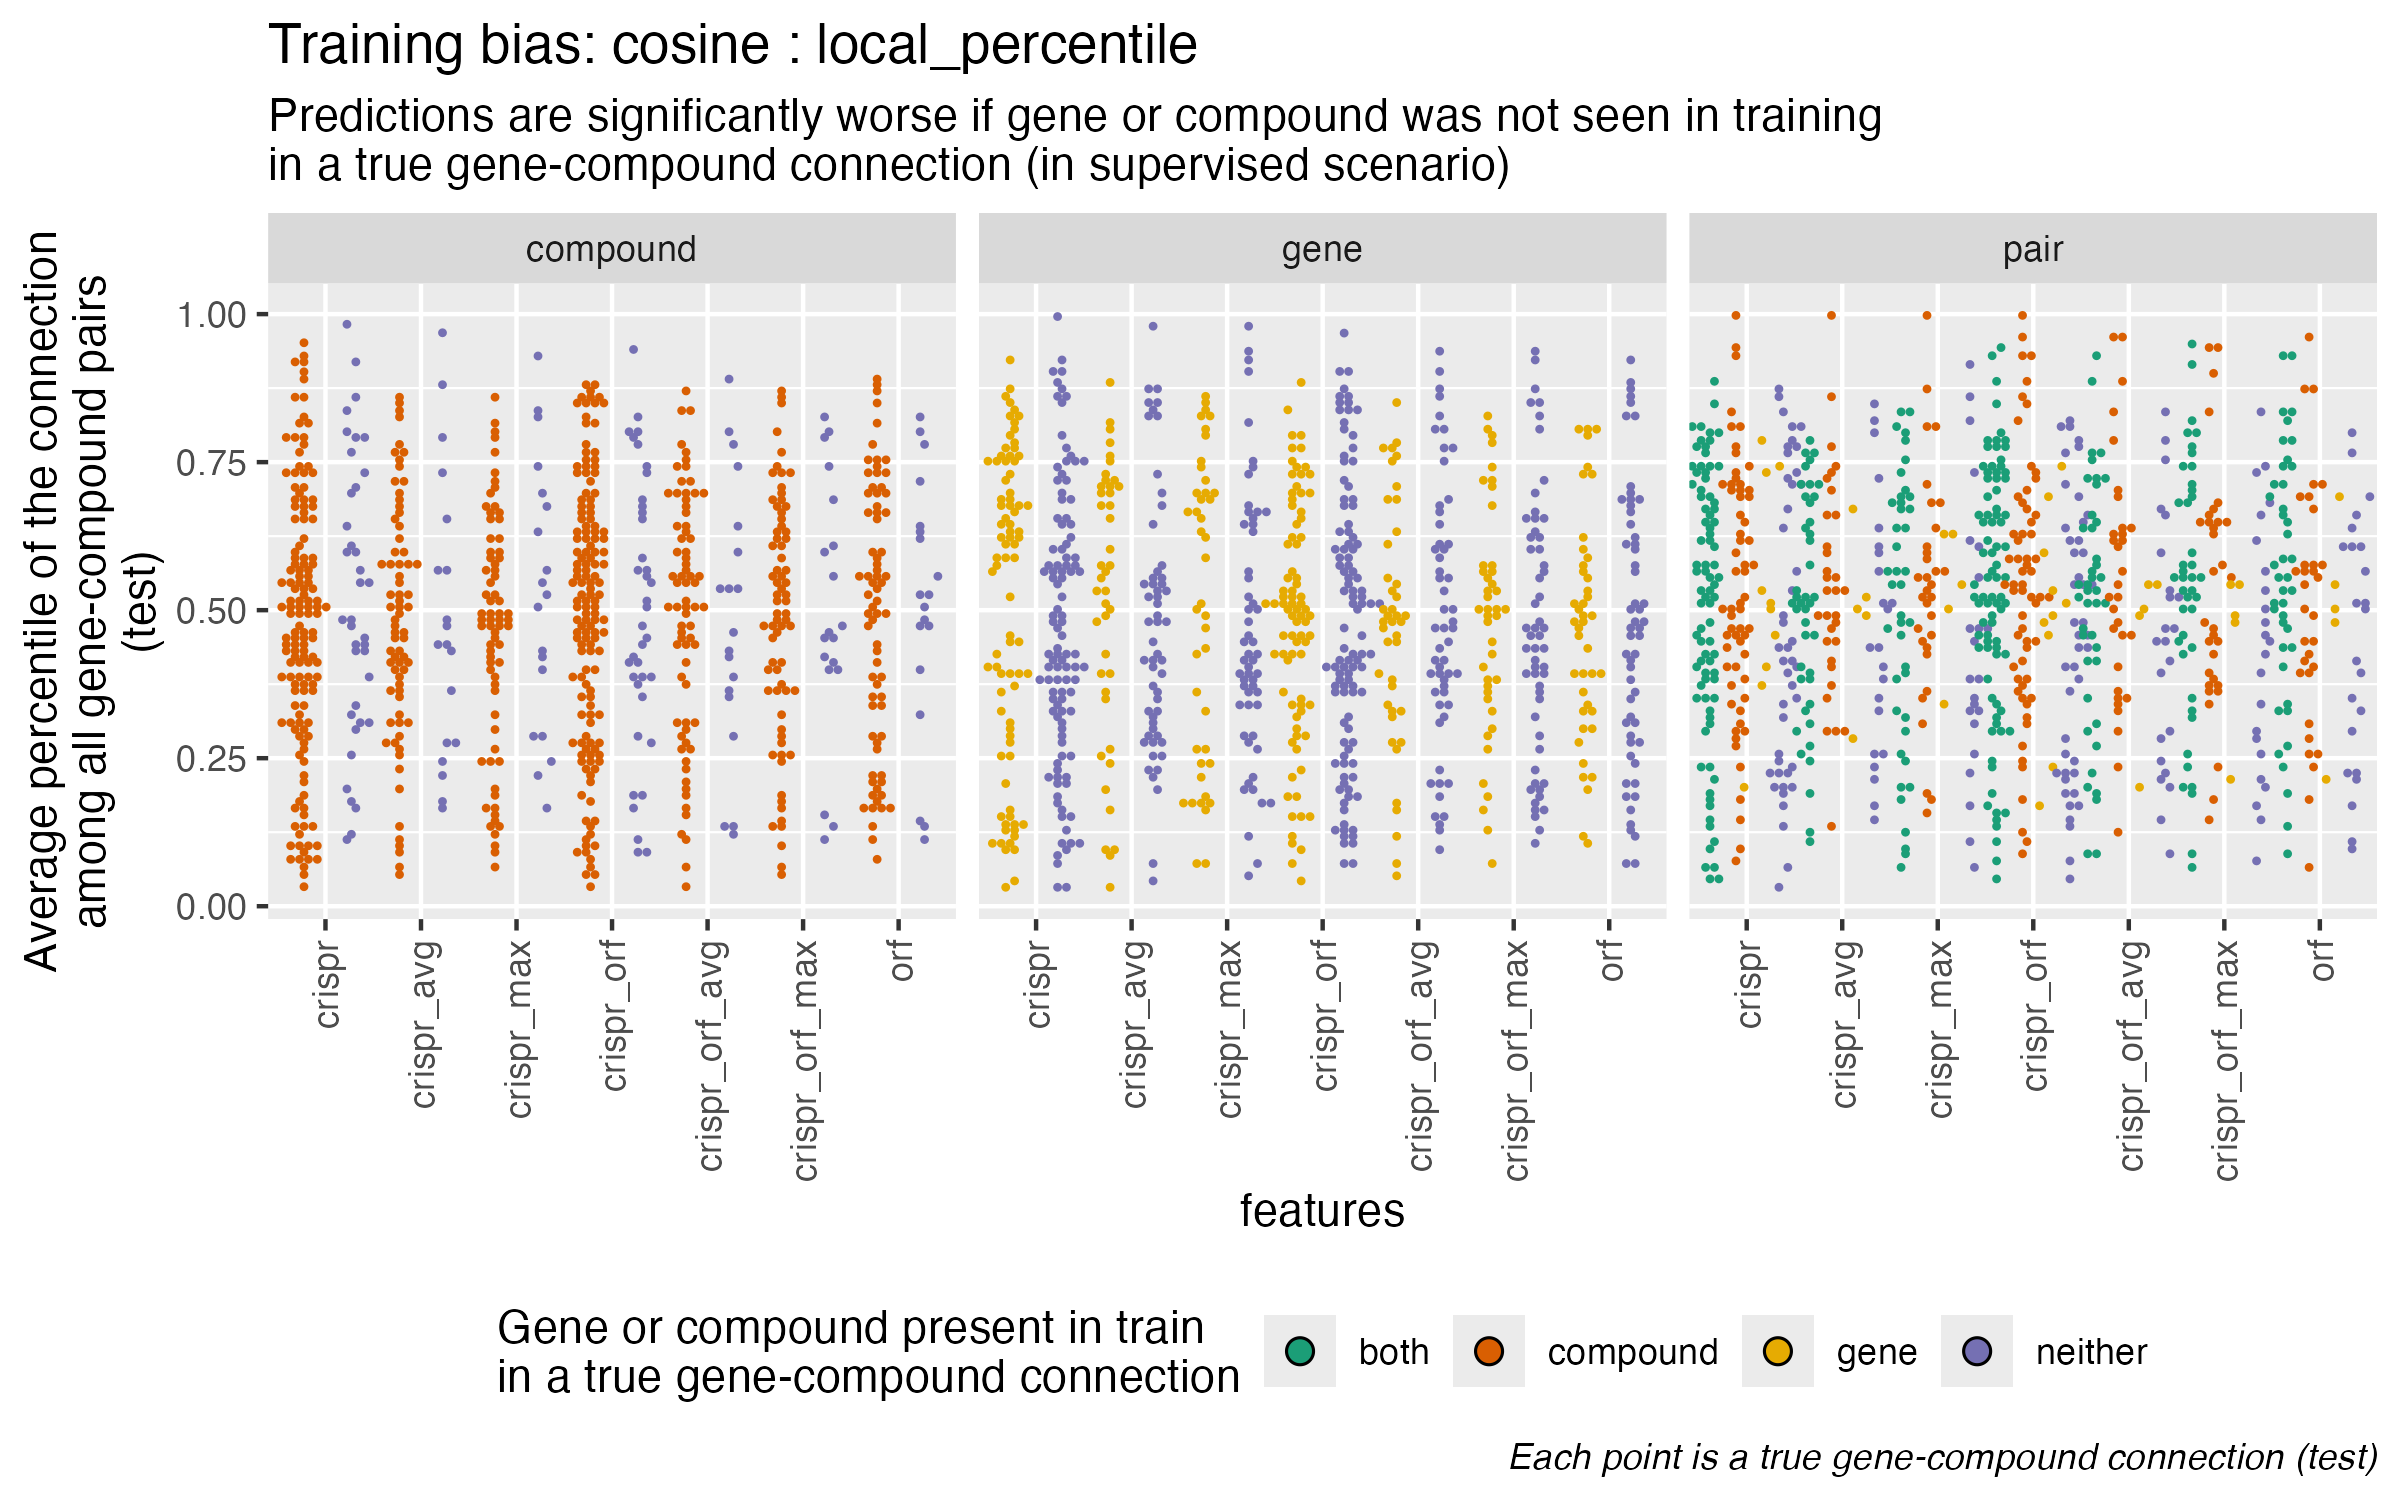 Training bias: cosine : local_percentile
Predictions are significantly worse if gene or compound was not seen in training
in a true gene-compound connection (in supervised scenario)
Average percentile of the connection
among all gene-compound pairs
(test)
compound
gene
pair
1.00
0.75
0.50
0.25
0.00
crispr
crispr_avg
crispr_max
crispr_orf
crispr_orf_avg
crispr_orf_max
orf
crispr
crispr_avg
crispr_max
crispr_orf
crispr_orf_avg
crispr_orf_max
orf
crispr
crispr_avg
crispr_max
crispr_orf
crispr_orf_avg
crispr_orf_max
orf
features
Gene or compound present in train
in a true gene-compound connection
both
compound
gene
neither
Each point is a true gene-compound connection (test)